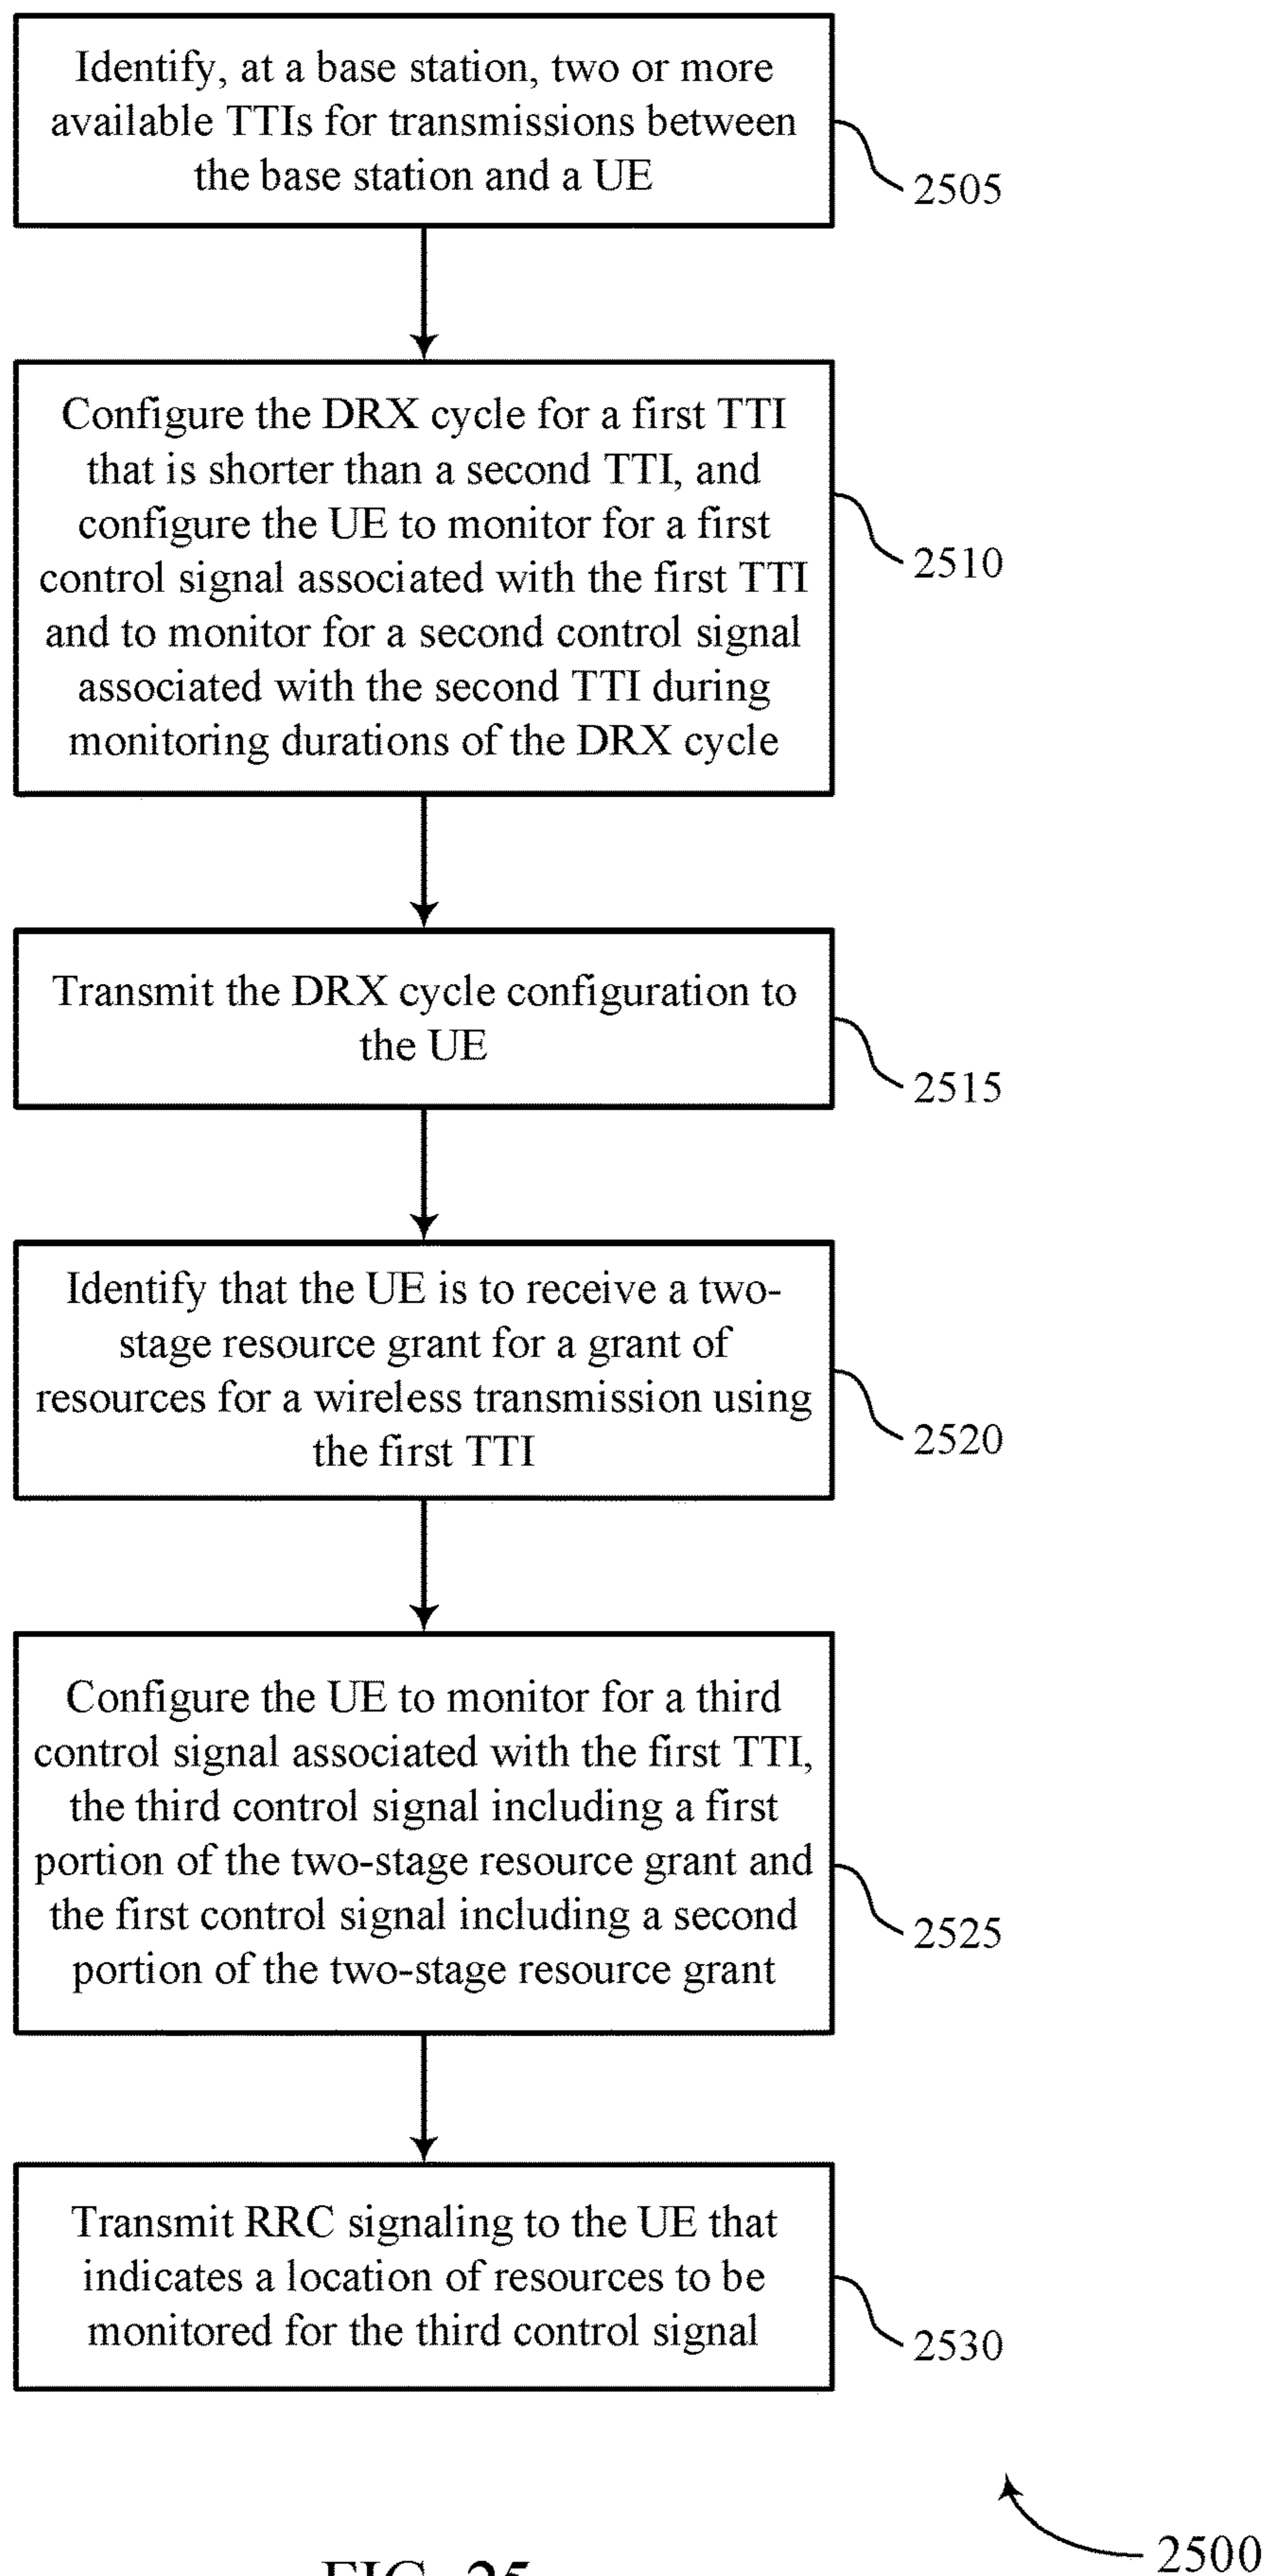 Identify, at a base station, two or more
available TTIs for transmissions between
the base station and a UE
2505
Configure the DRX cycle for a first TTI
that is shorter than a second TTI, and
configure the UE to monitor for a first
control signal associated with the first TTI
and to monitor for a second control signal
associated with the second TTI during
monitoring durations of the DRX cycle
2510
Transmit the DRX cycle configuration to
the UE
2515
Identify that the UE is to receive a two-
stage resource grant for a grant of
resources for a wireless transmission using
the first TTI
2520
Configure the UE to monitor for a third
control signal associated with the first TTI,
the third control signal including a first
portion of the two-stage resource grant and
the first control signal including a second
portion of the two-stage resource grant
2525
Transmit RRC signaling to the UE that
indicates a location of resources to be
monitored for the third control signal
2530
2500
FIG. 25